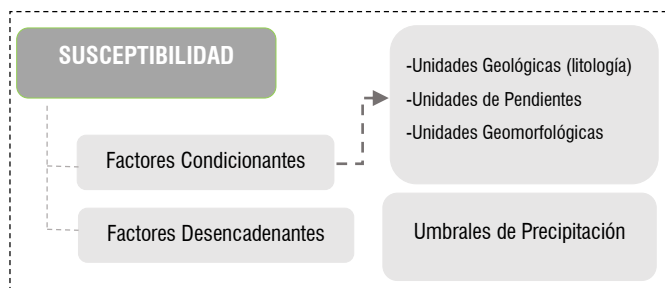 SUSCEPTIBILIDAD
Factores Condicionantes
Factores Desencadenantes
-Unidades Geológicas (litología)
-Unidades de Pendientes
-Unidades Geomorfológicas
Umbrales de Precipitación